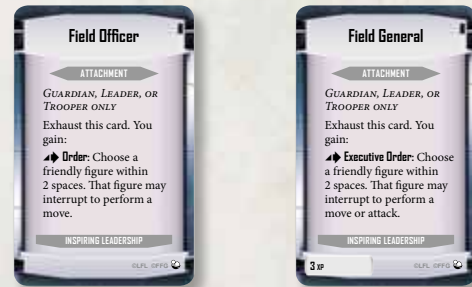 Field Officer
ATTACHMENT
GUARDIAN, LEADER, OR
TROOPER ONLY
Exhaust this card. You
gain:
Order: Choose a
friendly figure within
2 spaces. That figure may
interrupt to perform a
move.
INSPIRING LEADERSHIP
©LFL ©FFG
Field General
ATTACHMENT
GUARDIAN, LEADER, OR
TROOPER ONLY
Exhaust this card. You
gain:
Executive Order: Choose
a friendly figure within
2 spaces. That figure may
interrupt to perform a
move or attack.
INSPIRING LEADERSHIP
3 XP
©LFL ©FFG